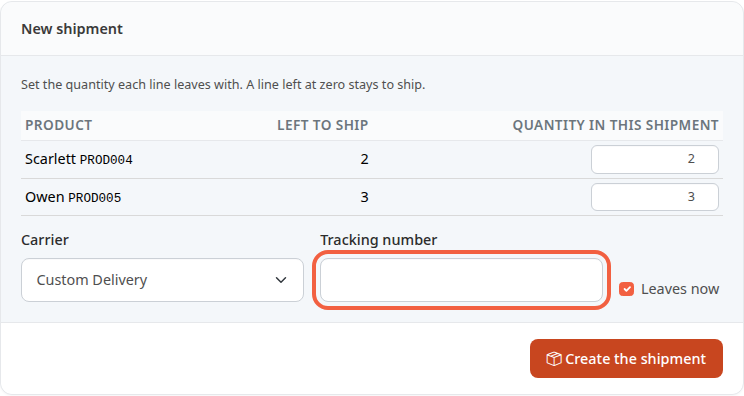 New shipment
Set the quantity each line leaves with. A line left at zero stays to ship.
PRODUCT LEFT TO SHIP QUANTITY IN THIS SHIPMENT
Scarlett PROD004 2 2
Owen PROD005 3 3
Carrier Tracking number
Custom Delivery Leaves now
Create the shipment